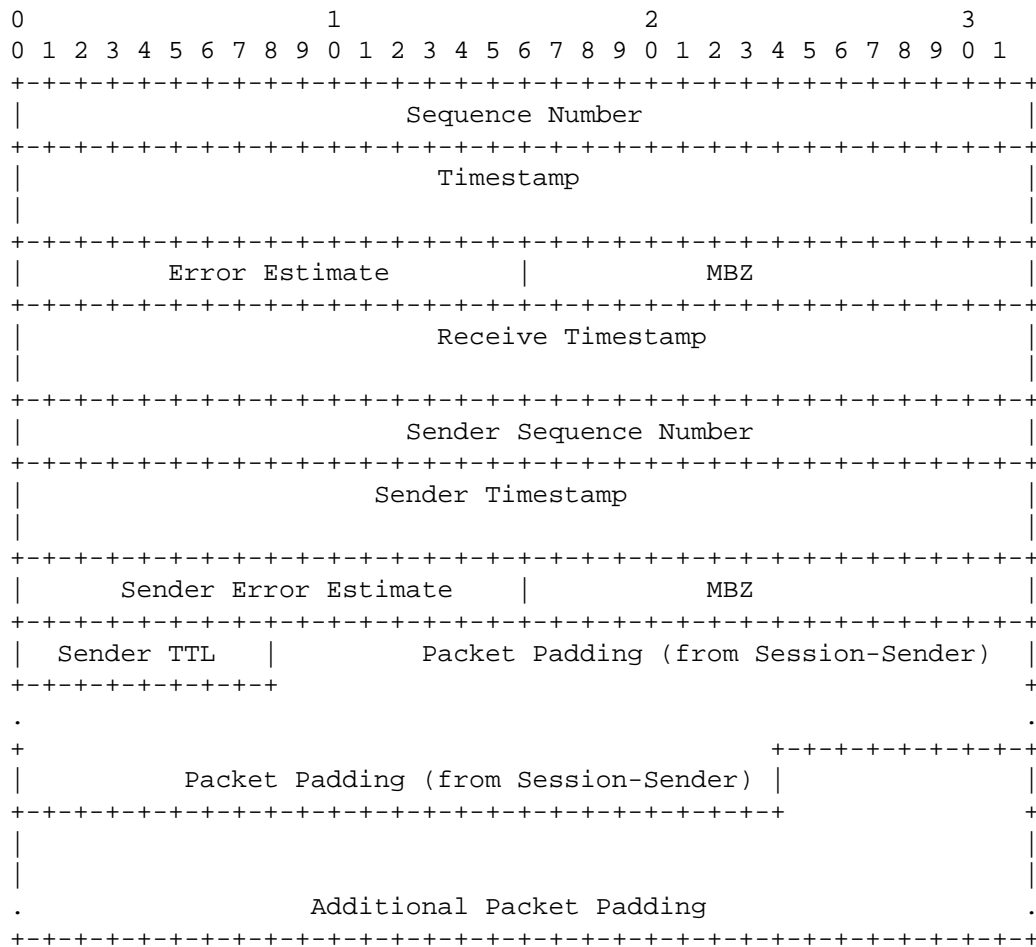 0                   1                   2                   3
0 1 2 3 4 5 6 7 8 9 0 1 2 3 4 5 6 7 8 9 0 1 2 3 4 5 6 7 8 9 0 1
+-+-+-+-+-+-+-+-+-+-+-+-+-+-+-+-+-+-+-+-+-+-+-+-+-+-+-+-+-+-+-+-+
|                        Sequence Number                        |
+-+-+-+-+-+-+-+-+-+-+-+-+-+-+-+-+-+-+-+-+-+-+-+-+-+-+-+-+-+-+-+-+
|                          Timestamp                            |
|                                                               |
+-+-+-+-+-+-+-+-+-+-+-+-+-+-+-+-+-+-+-+-+-+-+-+-+-+-+-+-+-+-+-+-+
|         Error Estimate        |           MBZ                 |
+-+-+-+-+-+-+-+-+-+-+-+-+-+-+-+-+-+-+-+-+-+-+-+-+-+-+-+-+-+-+-+-+
|                          Receive Timestamp                    |
|                                                               |
+-+-+-+-+-+-+-+-+-+-+-+-+-+-+-+-+-+-+-+-+-+-+-+-+-+-+-+-+-+-+-+-+
|                        Sender Sequence Number                 |
+-+-+-+-+-+-+-+-+-+-+-+-+-+-+-+-+-+-+-+-+-+-+-+-+-+-+-+-+-+-+-+-+
|                      Sender Timestamp                         |
|                                                               |
+-+-+-+-+-+-+-+-+-+-+-+-+-+-+-+-+-+-+-+-+-+-+-+-+-+-+-+-+-+-+-+-+
|      Sender Error Estimate    |           MBZ                 |
+-+-+-+-+-+-+-+-+-+-+-+-+-+-+-+-+-+-+-+-+-+-+-+-+-+-+-+-+-+-+-+-+
|  Sender TTL   |         Packet Padding (from Session-Sender)  |
+-+-+-+-+-+-+-+-+                                               +
.                                                               .
+                                               +-+-+-+-+-+-+-+-+
|          Packet Padding (from Session-Sender) |               |
+-+-+-+-+-+-+-+-+-+-+-+-+-+-+-+-+-+-+-+-+-+-+-+-+               +
|                                                               |
|                                                               |
.                  Additional Packet Padding                    .
+-+-+-+-+-+-+-+-+-+-+-+-+-+-+-+-+-+-+-+-+-+-+-+-+-+-+-+-+-+-+-+-+